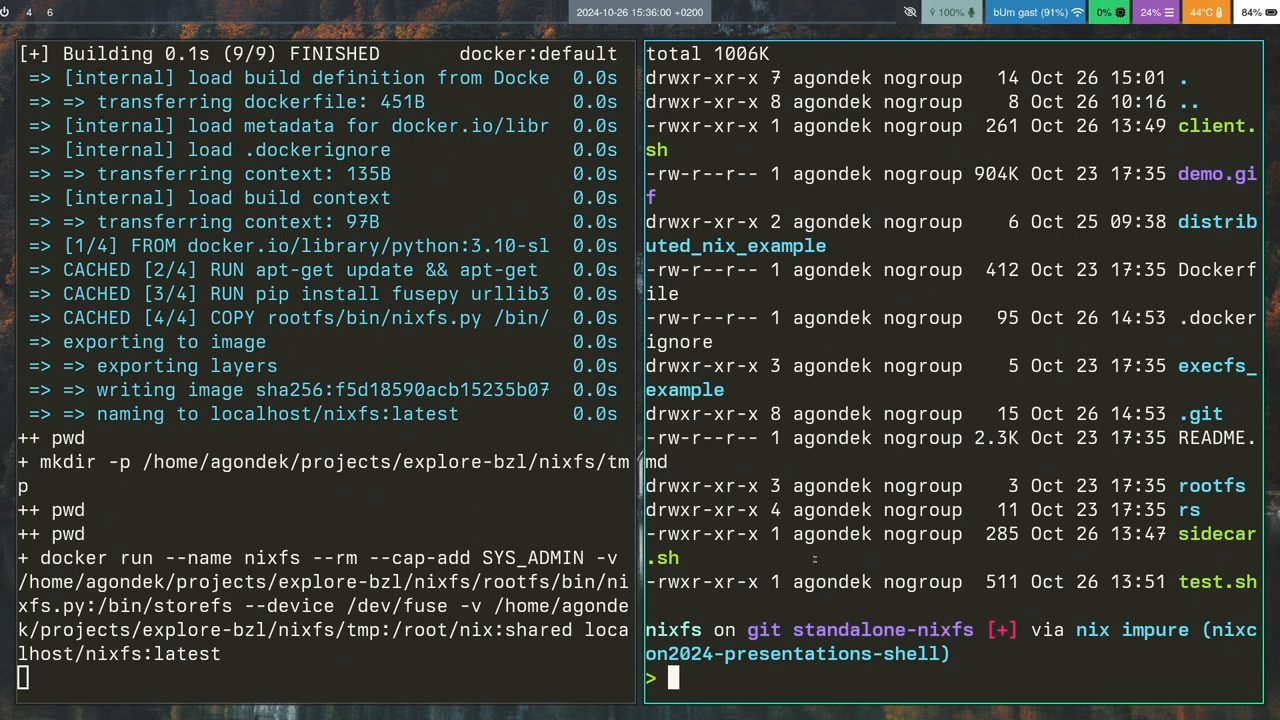 4 6 2024-10-26 15:36:00 +0200 100% bUm gast (91%) 0% 24% 44°C 84%
[+] Building 0.1s (9/9) FINISHED docker:default
=> [internal] load build definition from Docke 0.0s
=> => transferring dockerfile: 451B 0.0s
=> [internal] load metadata for docker.io/libr 0.0s
=> [internal] load .dockerignore 0.0s
=> => transferring context: 135B 0.0s
=> [internal] load build context 0.0s
=> => transferring context: 97B 0.0s
=> [1/4] FROM docker.io/library/python:3.10-sl 0.0s
=> CACHED [2/4] RUN apt-get update && apt-get 0.0s
=> CACHED [3/4] RUN pip install fusepy urllib3 0.0s
=> CACHED [4/4] COPY rootfs/bin/nixfs.py /bin/ 0.0s
=> exporting to image 0.0s
=> => exporting layers 0.0s
=> => writing image sha256:f5d18590acb15235b07 0.0s
=> => naming to localhost/nixfs:latest 0.0s
++ pwd
+ mkdir -p /home/agondek/projects/explore-bzl/nixfs/tm
p
++ pwd
++ pwd
+ docker run --name nixfs --rm --cap-add SYS_ADMIN -v
/home/agondek/projects/explore-bzl/nixfs/rootfs/bin/ni
xfs.py:/bin/storefs --device /dev/fuse -v /home/agonde
k/projects/explore-bzl/nixfs/tmp:/root/nix:shared loca
lhost/nixfs:latest
total 1006K
drwxr-xr-x 7 agondek nogroup 14 Oct 26 15:01 .
drwxr-xr-x 8 agondek nogroup 8 Oct 26 10:16 ..
-rwxr-xr-x 1 agondek nogroup 261 Oct 26 13:49 client.
sh
-rw-r--r-- 1 agondek nogroup 904K Oct 23 17:35 demo.gi
f
drwxr-xr-x 2 agondek nogroup 6 Oct 25 09:38 distrib
uted_nix_example
-rw-r--r-- 1 agondek nogroup 412 Oct 23 17:35 Dockerf
ile
-rw-r--r-- 1 agondek nogroup 95 Oct 26 14:53 .docker
ignore
drwxr-xr-x 3 agondek nogroup 5 Oct 23 17:35 execfs_
example
drwxr-xr-x 8 agondek nogroup 15 Oct 26 14:53 .git
-rw-r--r-- 1 agondek nogroup 2.3K Oct 23 17:35 README.
md
drwxr-xr-x 3 agondek nogroup 3 Oct 23 17:35 rootfs
drwxr-xr-x 4 agondek nogroup 11 Oct 23 17:35 rs
-rwxr-xr-x 1 agondek nogroup 285 Oct 26 13:47 sidecar
.sh
-rwxr-xr-x 1 agondek nogroup 511 Oct 26 13:51 test.sh
nixfs on git standalone-nixfs [+] via nix impure (nixc
on2024-presentations-shell)
>